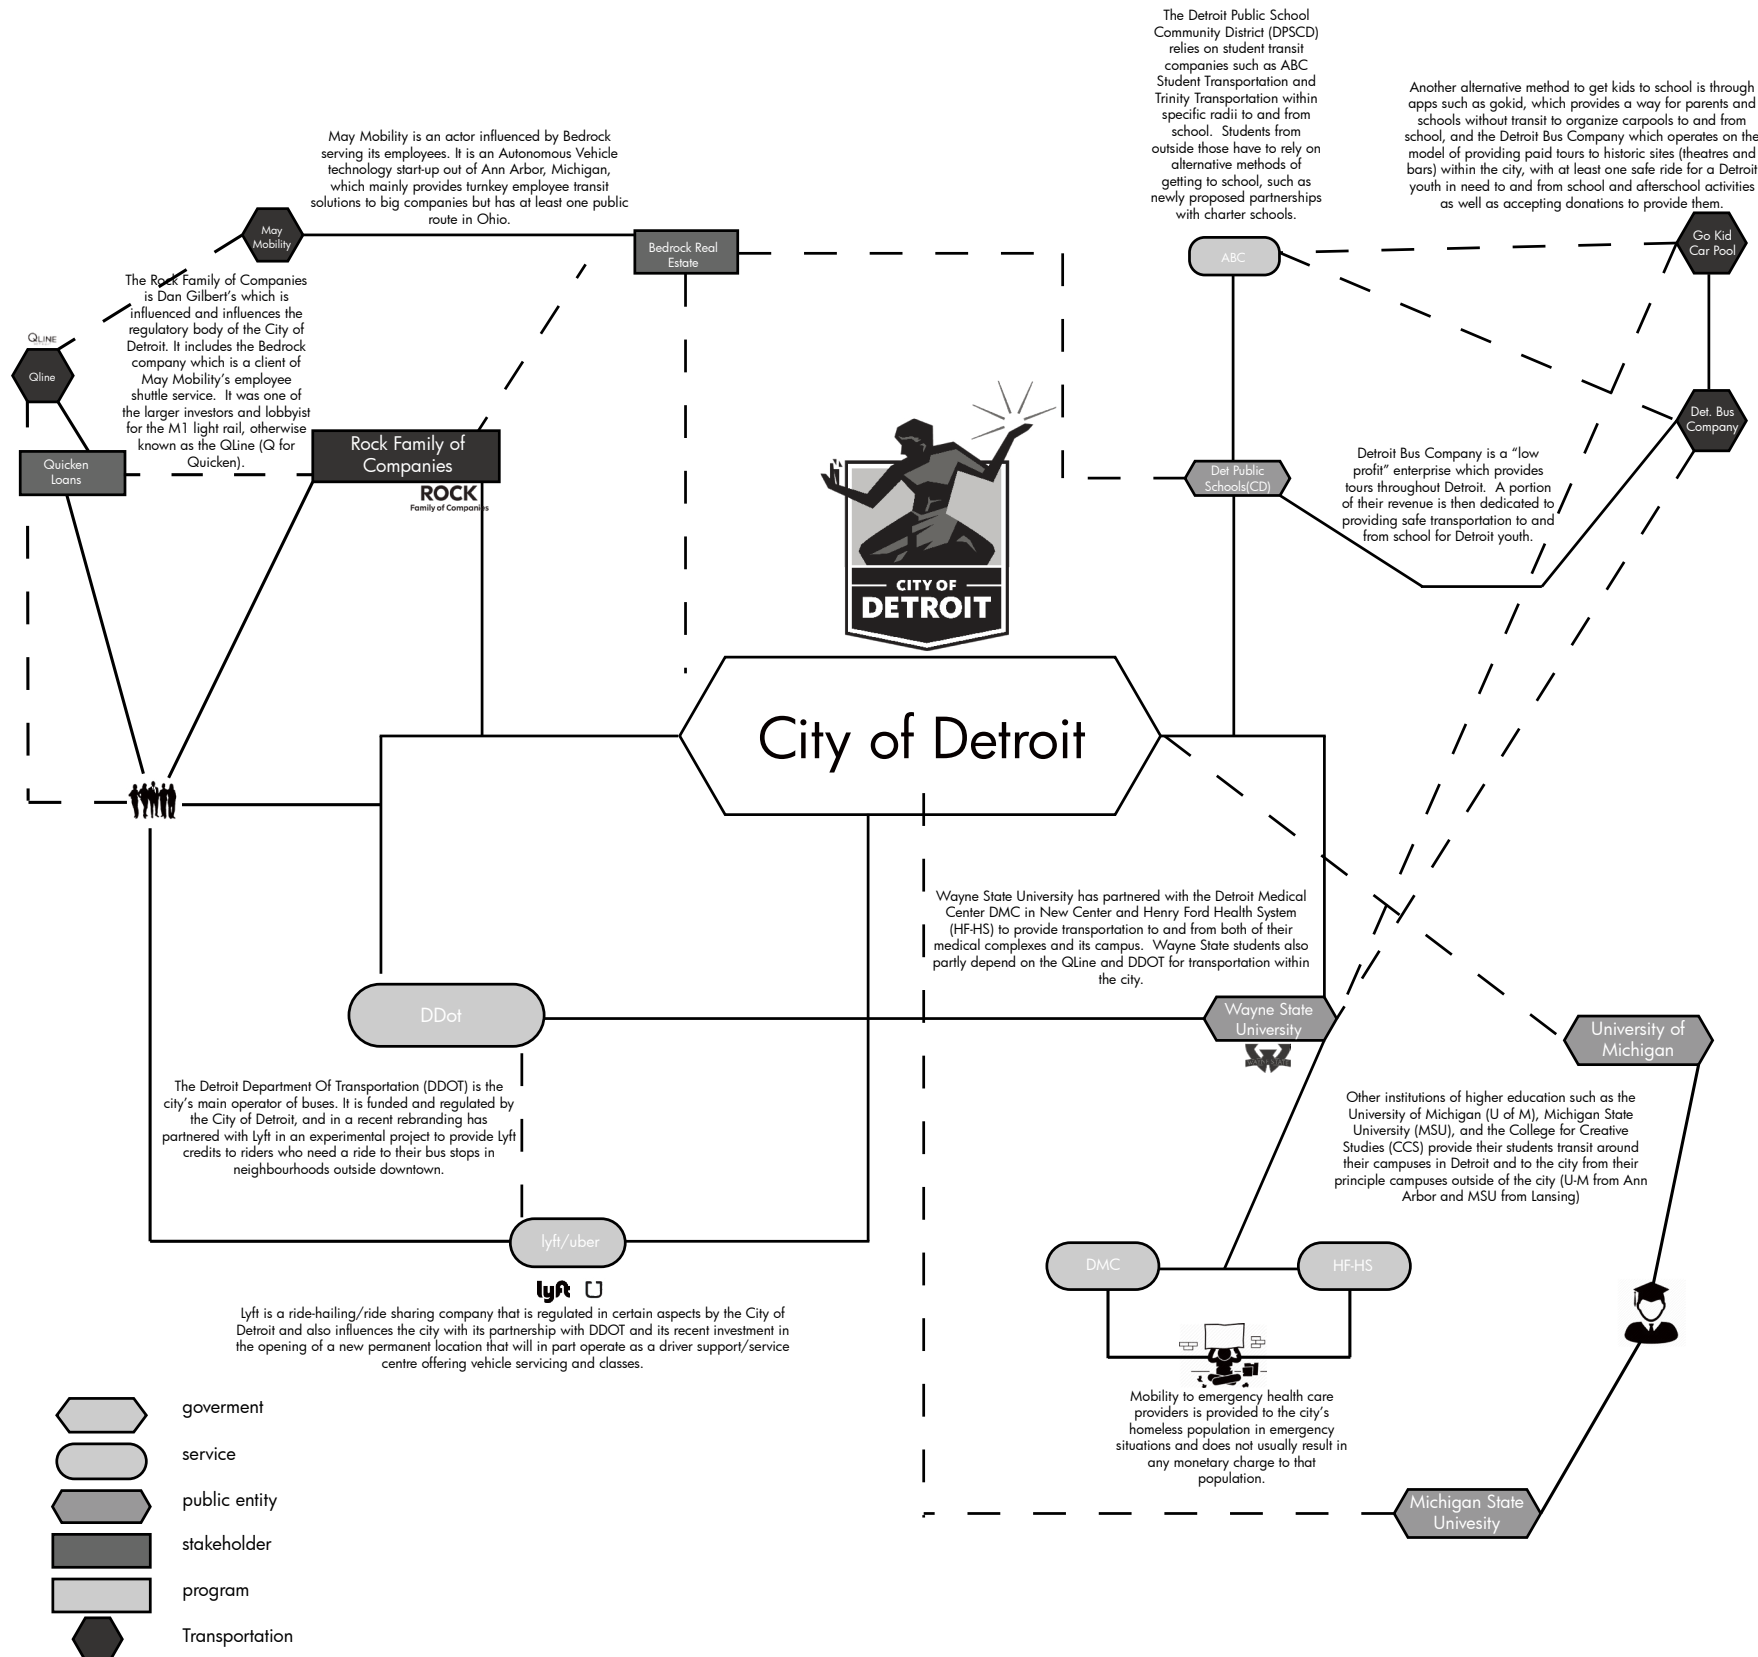 The Detroit Public School
Community District (DPSCD)
relies on student transit
companies such as ABC
Student Transportation and
Trinity Transportation within
specific radii to and from
school. Students from
outside those have to rely on
alternative methods of
getting to school, such as
newly proposed partnerships
with charter schools.
Another alternative method to get kids to school is through
apps such as gokid, which provides a way for parents and
schools without transit to organize carpools to and from
school, and the Detroit Bus Company which operates on the
model of providing paid tours to historic sites (theatres and
bars) within the city, with at least one safe ride for a Detroit
youth in need to and from school and afterschool activities
as well as accepting donations to provide them.
May Mobility is an actor influenced by Bedrock
serving its employees. It is an Autonomous Vehicle
technology start-up out of Ann Arbor, Michigan,
which mainly provides turnkey employee transit
solutions to big companies but has at least one public
route in Ohio.
May
Mobility
Bedrock Real
Estate
ABC
Go Kid
Car Pool
The Rock Family of Companies
is Dan Gilbert's which is
influenced and influences the
regulatory body of the City of
Detroit. It includes the Bedrock
company which is a client of
May Mobility's employee
shuttle service. It was one of
the larger investors and lobbyist
for the M1 light rail, otherwise
known as the QLine (Q for
Quicken).
QLINE
Qline
Quicken
Loans
Rock Family of
Companies
ROCK
Family of Companies
Det Public
Schools(CD)
Det. Bus
Company
Detroit Bus Company is a “low
profit” enterprise which provides
tours throughout Detroit. A portion
of their revenue is then dedicated to
providing safe transportation to and
from school for Detroit youth.
CITY OF
DETROIT
City of Detroit
Wayne State University has partnered with the Detroit Medical
Center DMC in New Center and Henry Ford Health System
(HF-HS) to provide transportation to and from both of their
medical complexes and its campus. Wayne State students also
partly depend on the QLine and DDOT for transportation within
the city.
DDot
Wayne State
University
WAYNE STATE
University of
Michigan
The Detroit Department Of Transportation (DDOT) is the
city's main operator of buses. It is funded and regulated by
the City of Detroit, and in a recent rebranding has
partnered with Lyft in an experimental project to provide Lyft
credits to riders who need a ride to their bus stops in
neighbourhoods outside downtown.
Other institutions of higher education such as the
University of Michigan (U of M), Michigan State
University (MSU), and the College for Creative
Studies (CCS) provide their students transit around
their campuses in Detroit and to the city from their
principle campuses outside of the city (U-M from Ann
Arbor and MSU from Lansing)
lyft/uber
lyft U
DMC
HF-HS
Lyft is a ride-hailing/ride sharing company that is regulated in certain aspects by the City of
Detroit and also influences the city with its partnership with DDOT and its recent investment in
the opening of a new permanent location that will in part operate as a driver support/service
centre offering vehicle servicing and classes.
Mobility to emergency health care
providers is provided to the city's
homeless population in emergency
situations and does not usually result in
any monetary charge to that
population.
Michigan State
Univesity
goverment
service
public entity
stakeholder
program
Transportation